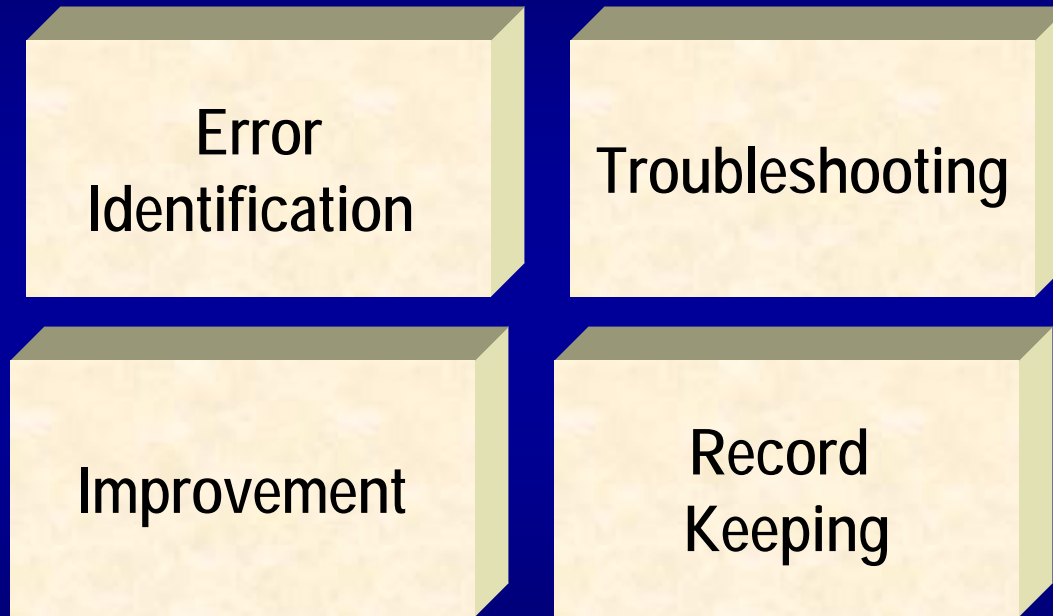 Error
Identification
Troubleshooting
Improvement
Record
Keeping